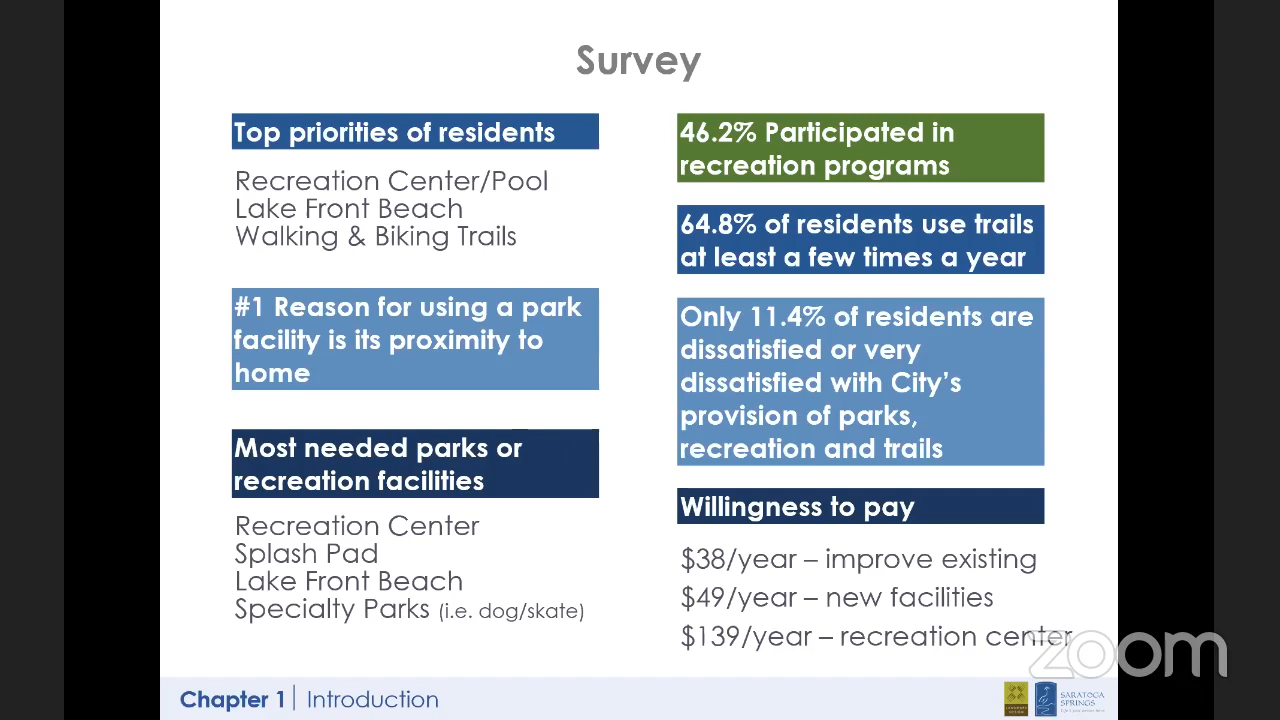 Survey
Top priorities of residents
Recreation Center/Pool
Lake Front Beach
Walking & Biking Trails
#1 Reason for using a park
facility is its proximity to
home
Most needed parks or
recreation facilities
Recreation Center
Splash Pad
Lake Front Beach
Specialty Parks (i.e. dog/skate)
46.2% Participated in
recreation programs
64.8% of residents use trails
at least a few times a year
Only 11.4% of residents are
dissatisfied or very
dissatisfied with City's
provision of parks,
recreation and trails
Willingness to pay
$38/year – improve existing
$49/year – new facilities
$139/year – recreation center
zoom
Chapter 1 | Introduction
SARATOGA
SPRINGS